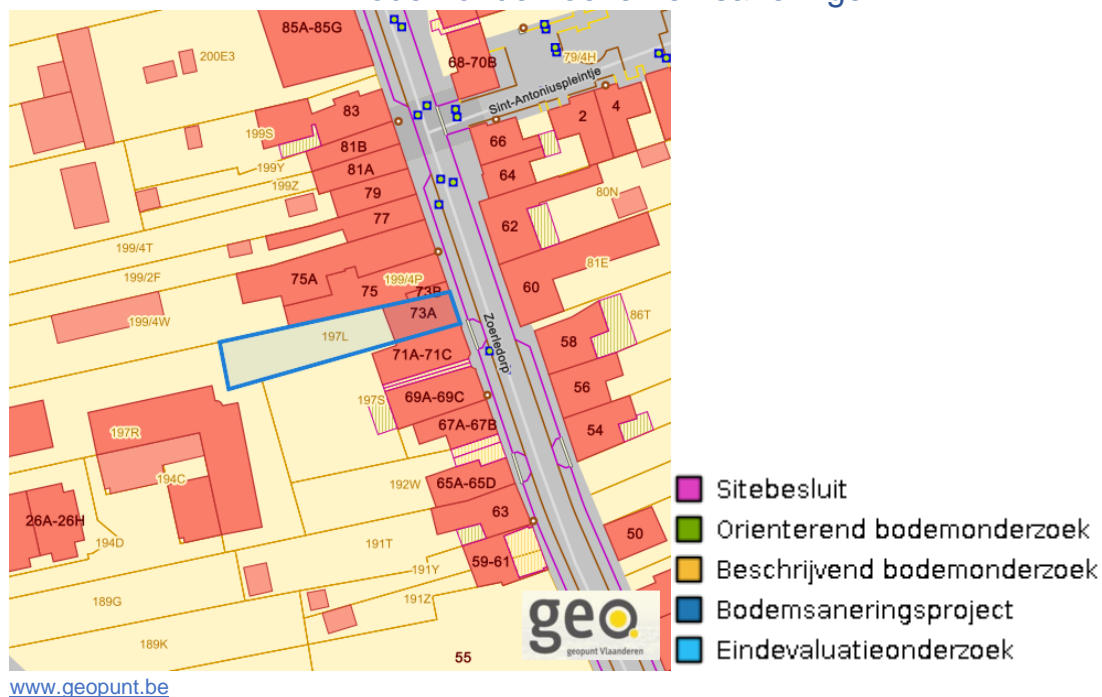 85A-85G
200E3
68-70B
79/4H
Sint-Antoniuspleintje
83
4
2
199S
81B
66
199Y
81A
64
199Z
79
80N
77
62
199/4T
81E
199/2F
75A
199/4P
75
73B
60
73A
86T
199/4W
197L
Zoerledorp
58
71A-71C
56
197S
69A-69C
54
67A-67B
197R
194C
192W
65A-65D
Sitebesluit
26A-26H
63
Orienterend bodemonderzoek
194D
191T
50
59-61
Beschrijvend bodemonderzoek
191Y
189G
191Z
geo
Bodemsaneringsproject
189K
geopunt Vlaanderen
Eindevaluatieonderzoek
55
www.geopunt.be